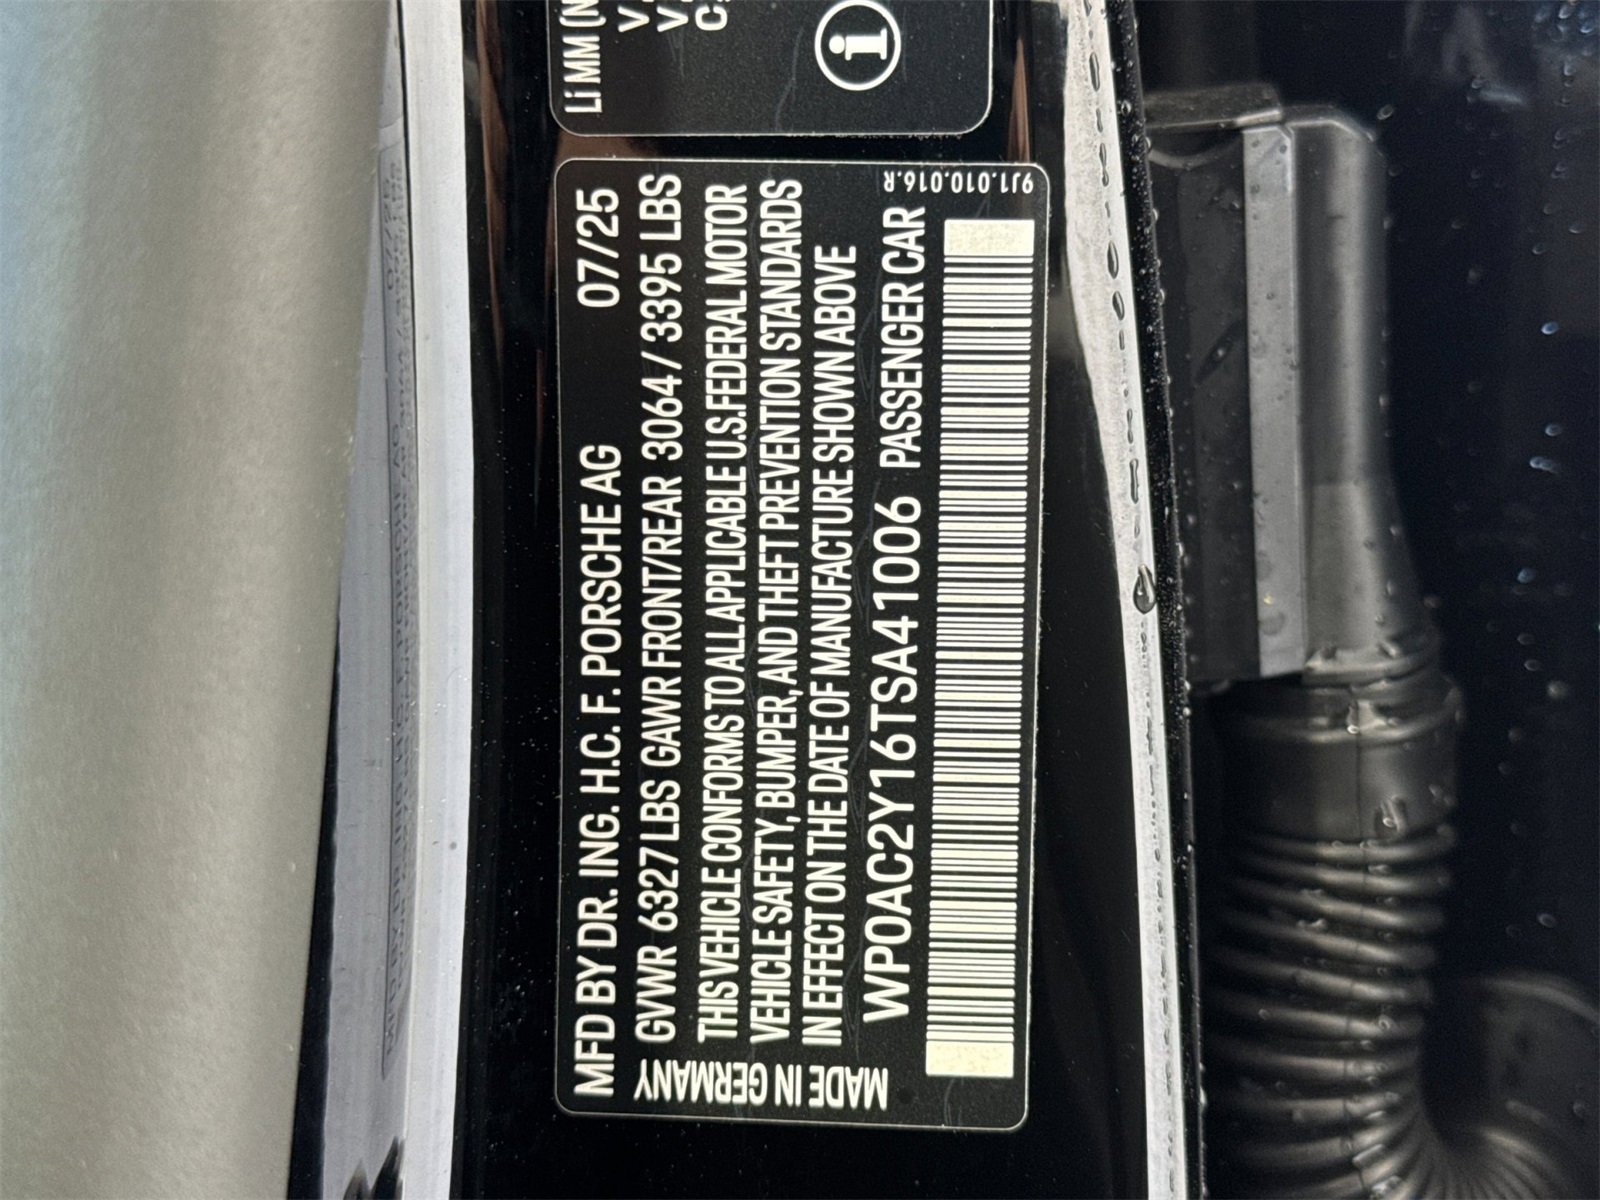 MFD BY DR. ING. H.C. F. PORSCHE AG 07/25
GVWR 6327 LBS GAWR FRONT/REAR 3064 / 3395 LBS
THIS VEHICLE CONFORMS TO ALL APPLICABLE U.S. FEDERAL MOTOR
VEHICLE SAFETY, BUMPER, AND THEFT PREVENTION STANDARDS
IN EFFECT ON THE DATE OF MANUFACTURE SHOWN ABOVE
WP0AC2Y16TSA41006 PASSENGER CAR
MADE IN GERMANY
9J1.010.016.R
Li MM (N
i